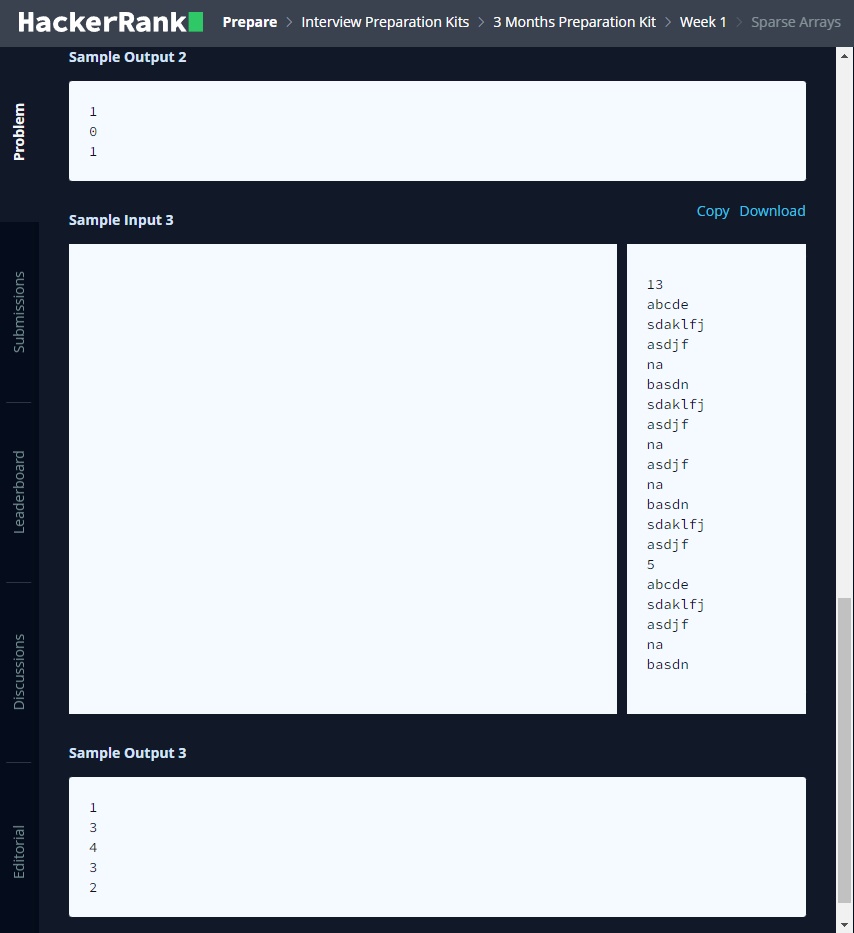 HackerRank Prepare > Interview Preparation Kits > 3 Months Preparation Kit > Week 1 > Sparse Arrays
Problem
Submissions
Leaderboard
Discussions
Editorial
Sample Output 2
1
0
1
Sample Input 3
Copy Download
13
abcde
sdaklfj
asdjf
na
basdn
sdaklfj
asdjf
na
asdjf
na
basdn
sdaklfj
asdjf
5
abcde
sdaklfj
asdjf
na
basdn
Sample Output 3
1
3
4
3
2